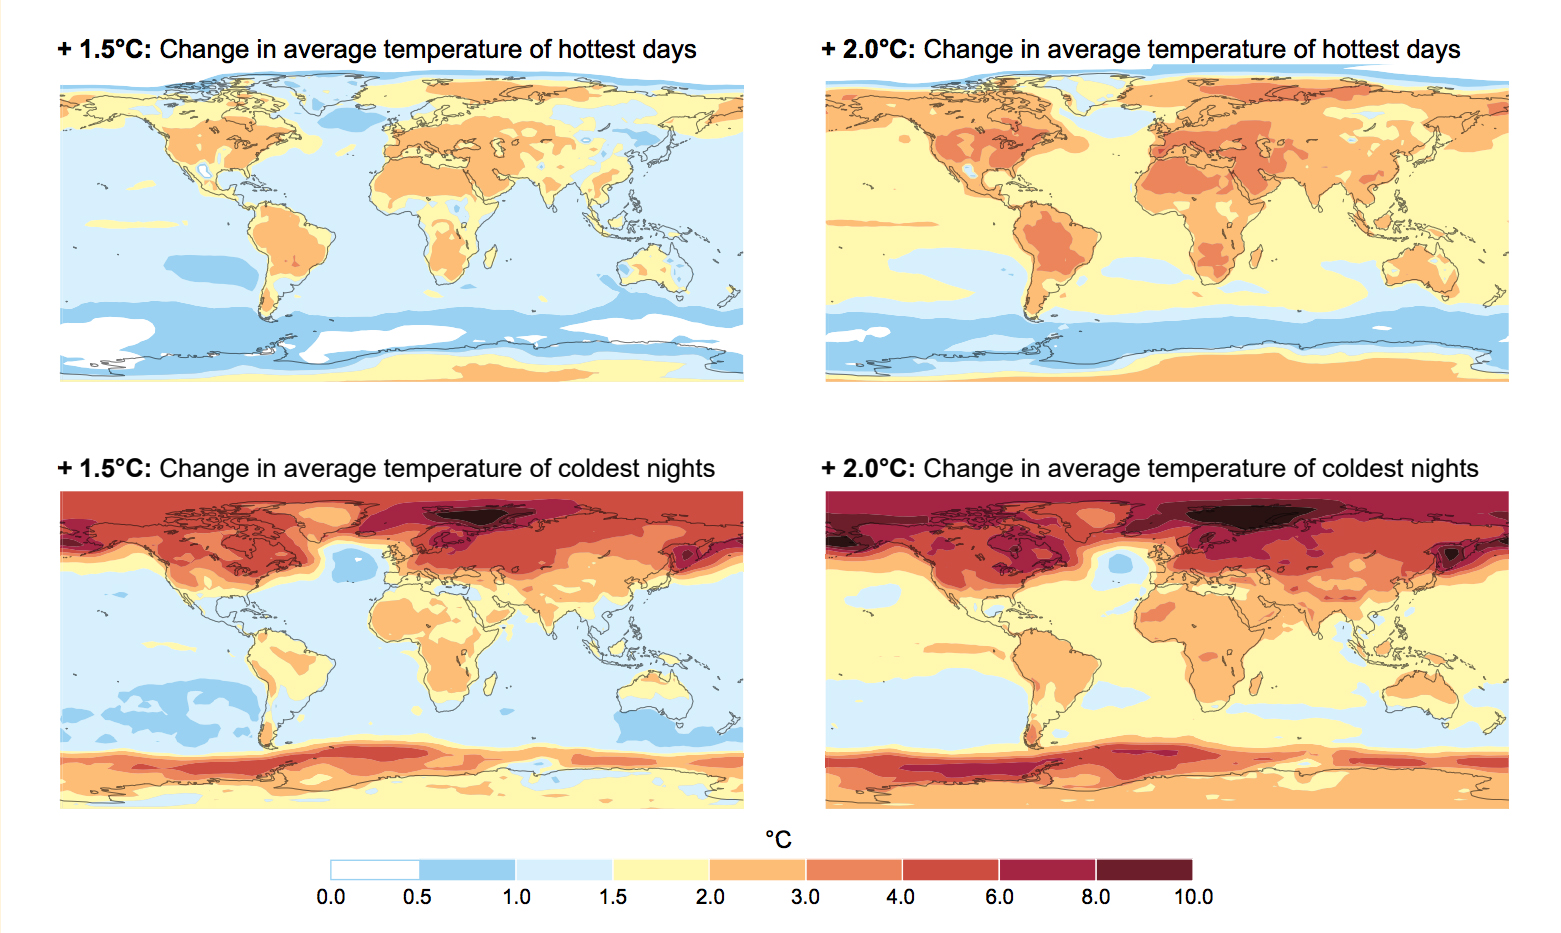 + 1.5°C: Change in average temperature of hottest days
+ 2.0°C: Change in average temperature of hottest days
+ 1.5°C: Change in average temperature of coldest nights
+ 2.0°C: Change in average temperature of coldest nights
°C
0.0 0.5 1.0 1.5 2.0 3.0 4.0 6.0 8.0 10.0